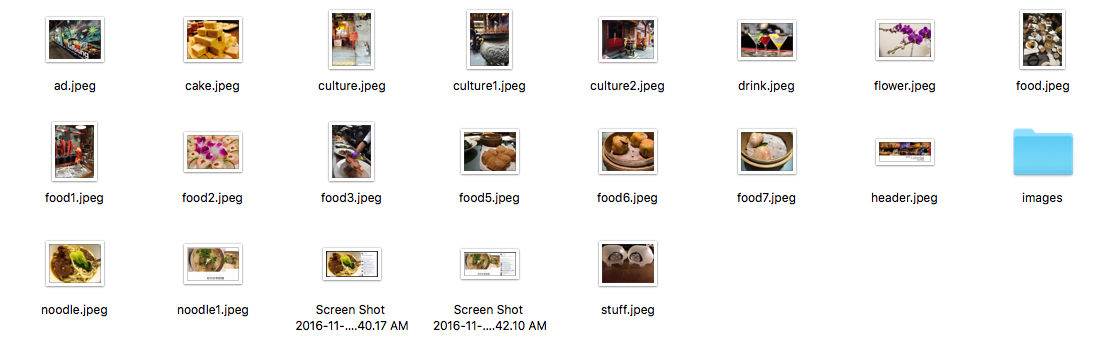 ad.jpeg
cake.jpeg
culture.jpeg
culture1.jpeg
culture2.jpeg
drink.jpeg
flower.jpeg
food.jpeg
food1.jpeg
food2.jpeg
food3.jpeg
food5.jpeg
food6.jpeg
food7.jpeg
header.jpeg
images
noodle.jpeg
noodle1.jpeg
Screen Shot
2016-11-....40.17 AM
Screen Shot
2016-11-....42.10 AM
stuff.jpeg